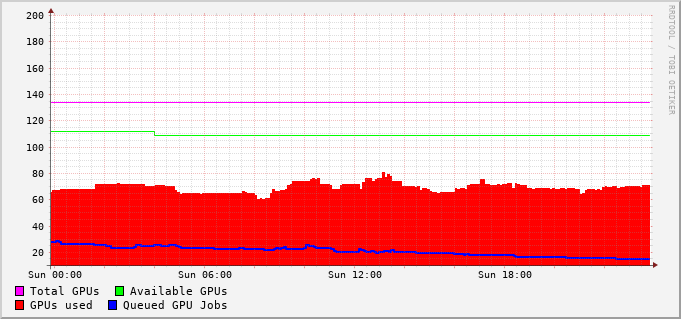 200
180
160
140
120
100
80
60
40
20
Sun 00:00 Sun 06:00 Sun 12:00 Sun 18:00
Total GPUs Available GPUs
GPUs used Queued GPU Jobs
RRDTOOL / TOBI OETIKER